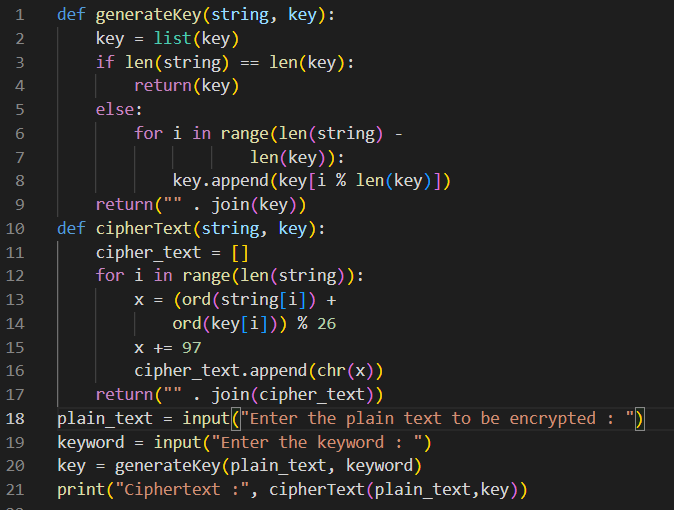 1 def generateKey(string, key):
2     key = list(key)
3     if len(string) == len(key):
4         return(key)
5     else:
6         for i in range(len(string) -
7                     len(key)):
8             key.append(key[i % len(key)])
9     return("" . join(key))
10 def cipherText(string, key):
11     cipher_text = []
12     for i in range(len(string)):
13         x = (ord(string[i]) +
14             ord(key[i])) % 26
15         x += 97
16         cipher_text.append(chr(x))
17     return("" . join(cipher_text))
18 plain_text = input("Enter the plain text to be encrypted : ")
19 keyword = input("Enter the keyword : ")
20 key = generateKey(plain_text, keyword)
21 print("Ciphertext :", cipherText(plain_text,key))